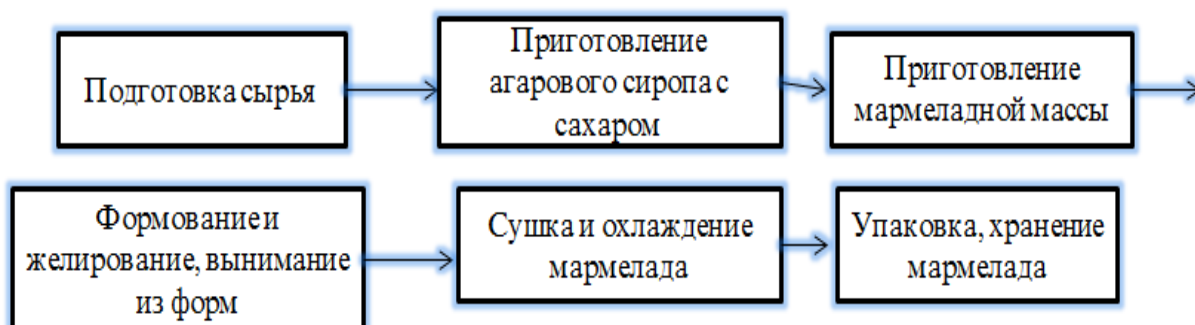 Подготовка сырья
Приготовление
агарового сиропа с
сахаром
Приготовление
мармеладной массы
Формование и
желирование, вынимание
из форм
Сушка и охлаждение
мармелада
Упаковка, хранение
мармелада